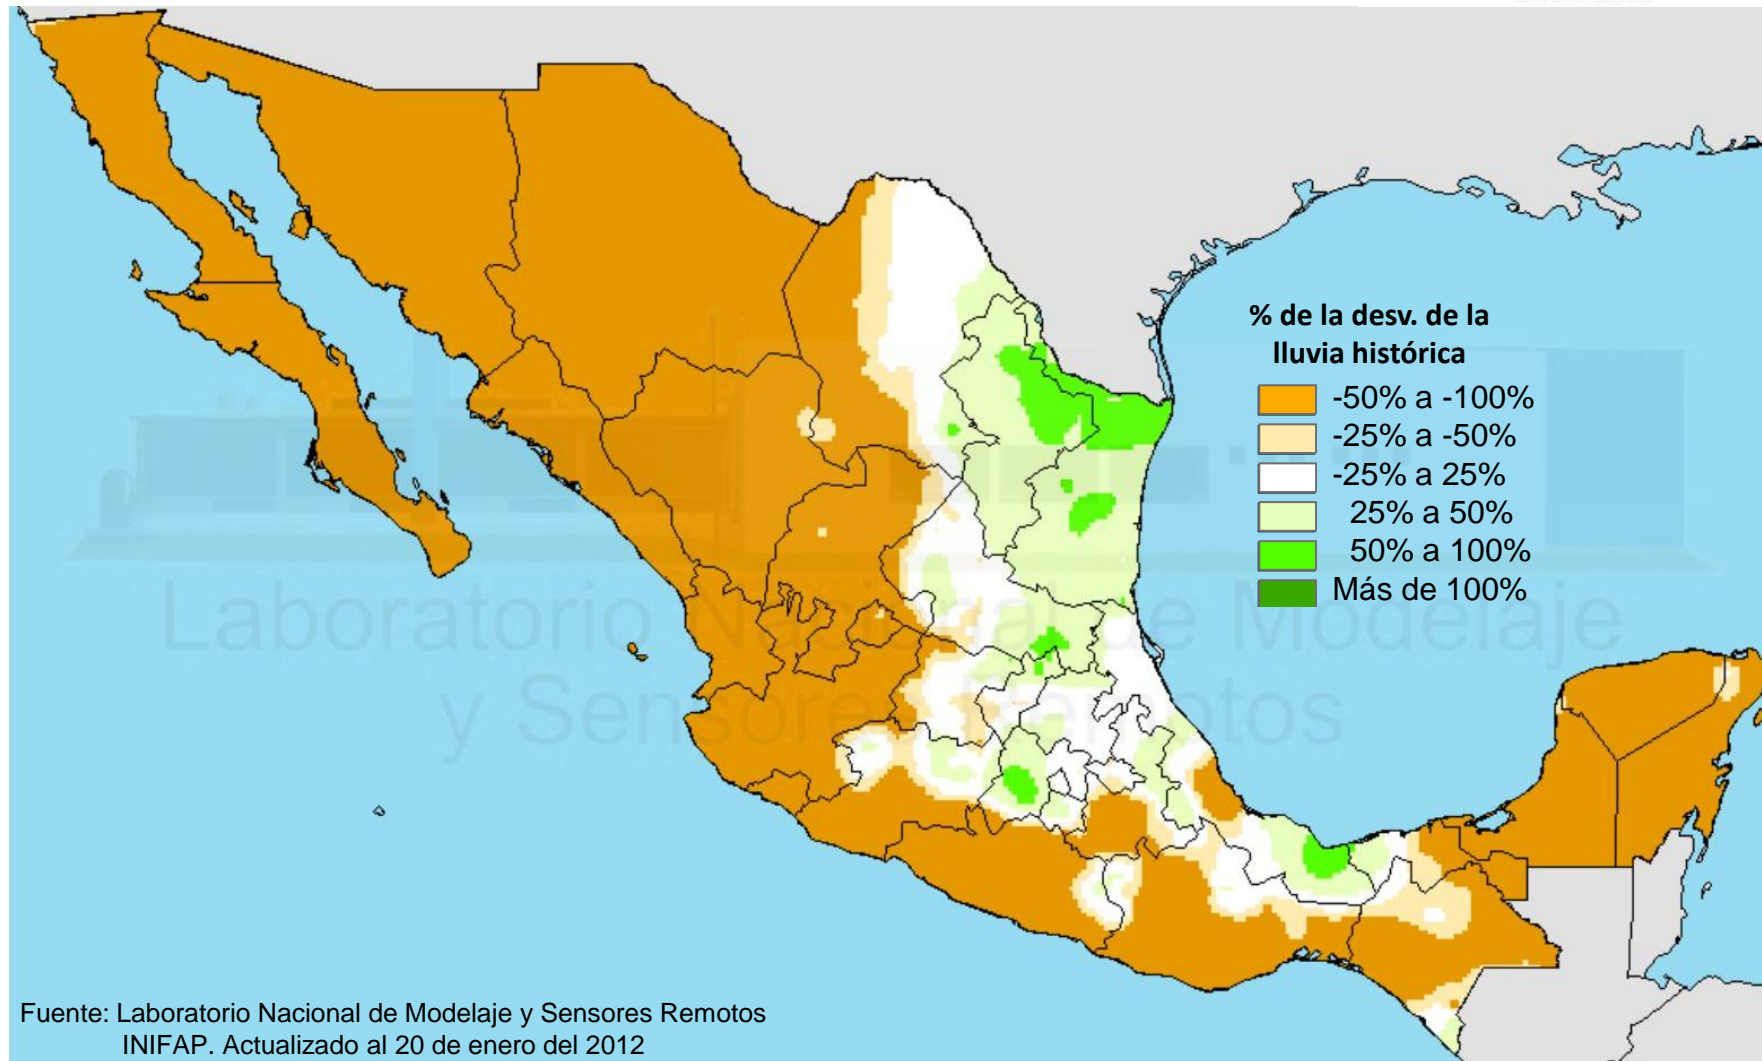 % de la desv. de la
lluvia histórica
-50% a -100%
-25% a -50%
-25% a 25%
25% a 50%
50% a 100%
Más de 100%
Laboratorio Nacional de Modelaje
y Sensores Remotos
Fuente: Laboratorio Nacional de Modelaje y Sensores Remotos
INIFAP. Actualizado al 20 de enero del 2012